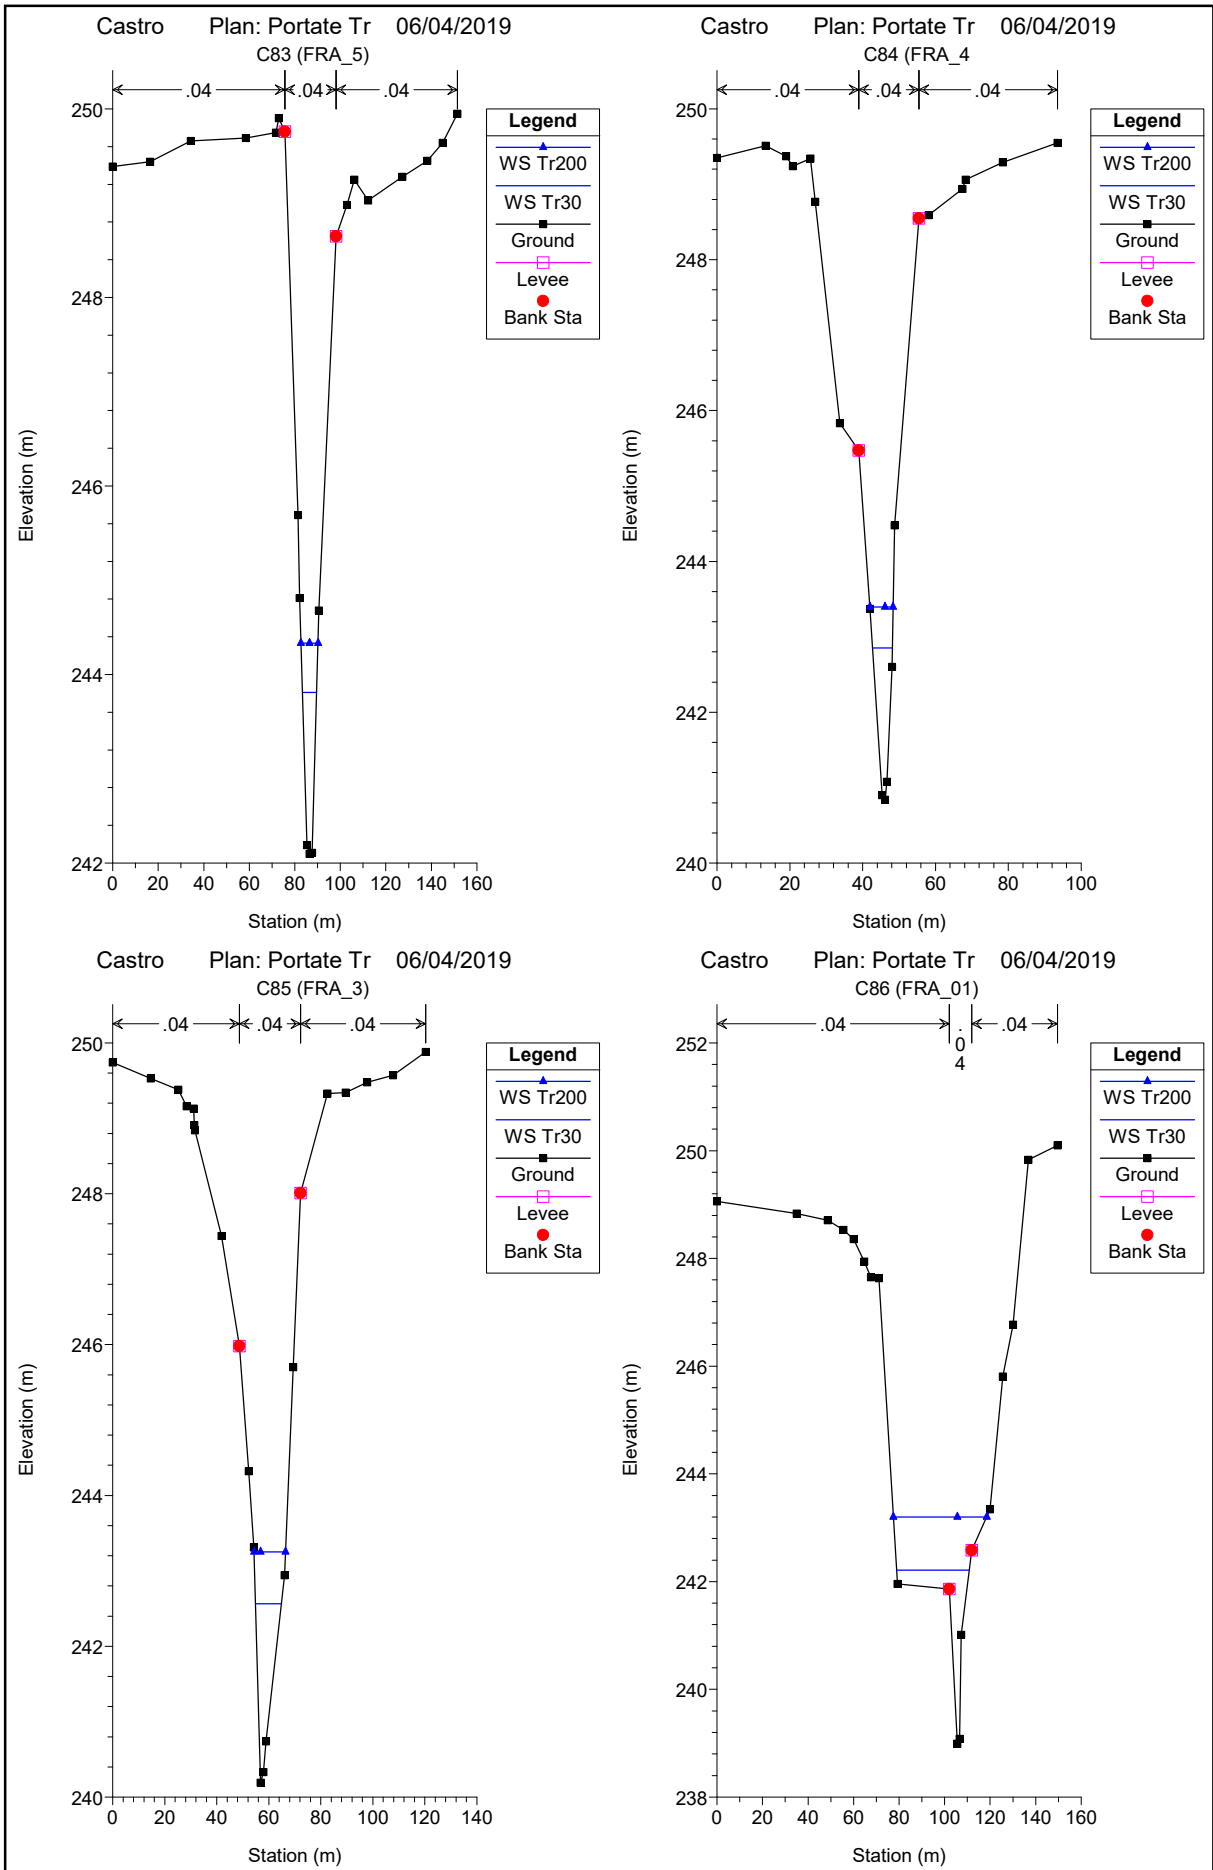 Castro Plan: Portate Tr 06/04/2019
C83 (FRA_5)
.04 .04 .04
250
248
246
244
242
Elevation (m)
0 20 40 60 80 100 120 140 160
Station (m)
Legend
WS Tr200
WS Tr30
Ground
Levee
Bank Sta
Castro Plan: Portate Tr 06/04/2019
C84 (FRA_4
.04 .04 .04
250
248
246
244
242
240
Elevation (m)
0 20 40 60 80 100
Station (m)
Legend
WS Tr200
WS Tr30
Ground
Levee
Bank Sta
Castro Plan: Portate Tr 06/04/2019
C85 (FRA_3)
.04 .04 .04
250
248
246
244
242
240
Elevation (m)
0 20 40 60 80 100 120 140
Station (m)
Legend
WS Tr200
WS Tr30
Ground
Levee
Bank Sta
Castro Plan: Portate Tr 06/04/2019
C86 (FRA_01)
.04 .
0
4 .04
252
250
248
246
244
242
240
238
Elevation (m)
0 20 40 60 80 100 120 140 160
Station (m)
Legend
WS Tr200
WS Tr30
Ground
Levee
Bank Sta